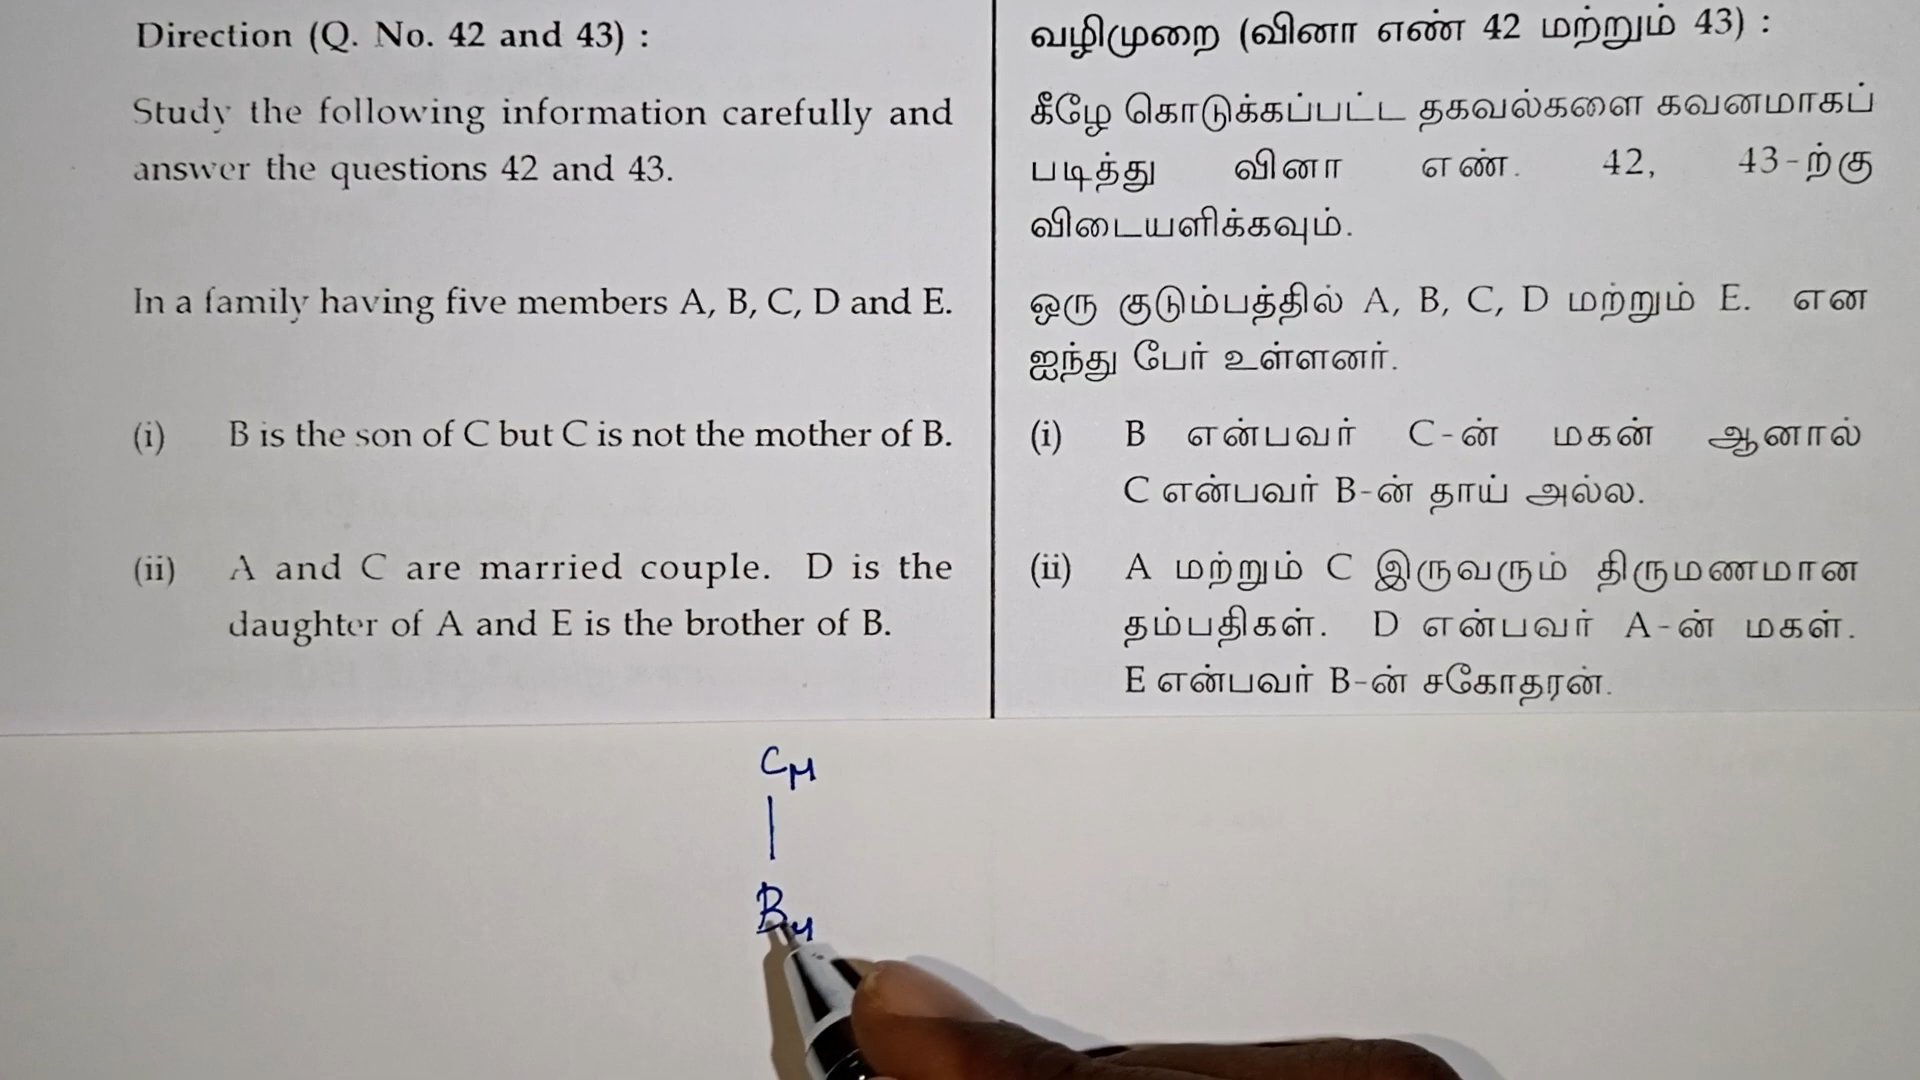 Direction (Q. No. 42 and 43) :
Study the following information carefully and
answer the questions 42 and 43.
In a family having five members A, B, C, D and E.
(i) B is the son of C but C is not the mother of B.
(ii) A and C are married couple. D is the
daughter of A and E is the brother of B.
வழிமுறை (வினா எண் 42 மற்றும் 43) :
கீழே கொடுக்கப்பட்ட தகவல்களை கவனமாகப்
படித்து வினா எண். 42, 43-ற்கு
விடையளிக்கவும்.
ஒரு குடும்பத்தில் A, B, C, D மற்றும் E. என
ஐந்து பேர் உள்ளனர்.
(i) B என்பவர் C-ன் மகன் ஆனால்
C என்பவர் B-ன் தாய் அல்ல.
(ii) A மற்றும் C இருவரும் திருமணமான
தம்பதிகள். D என்பவர் A-ன் மகள்.
E என்பவர் B-ன் சகோதரன்.
CM
BM